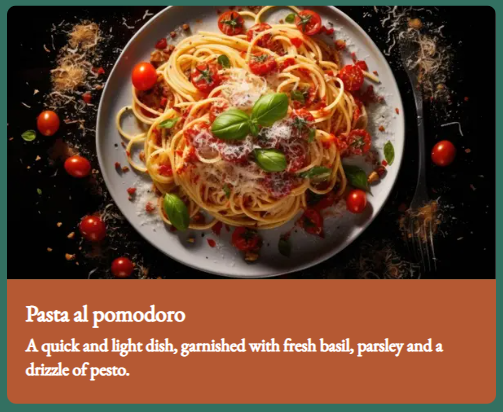 Pasta al pomodoro
A quick and light dish, garnished with fresh basil, parsley and a
drizzle of pesto.